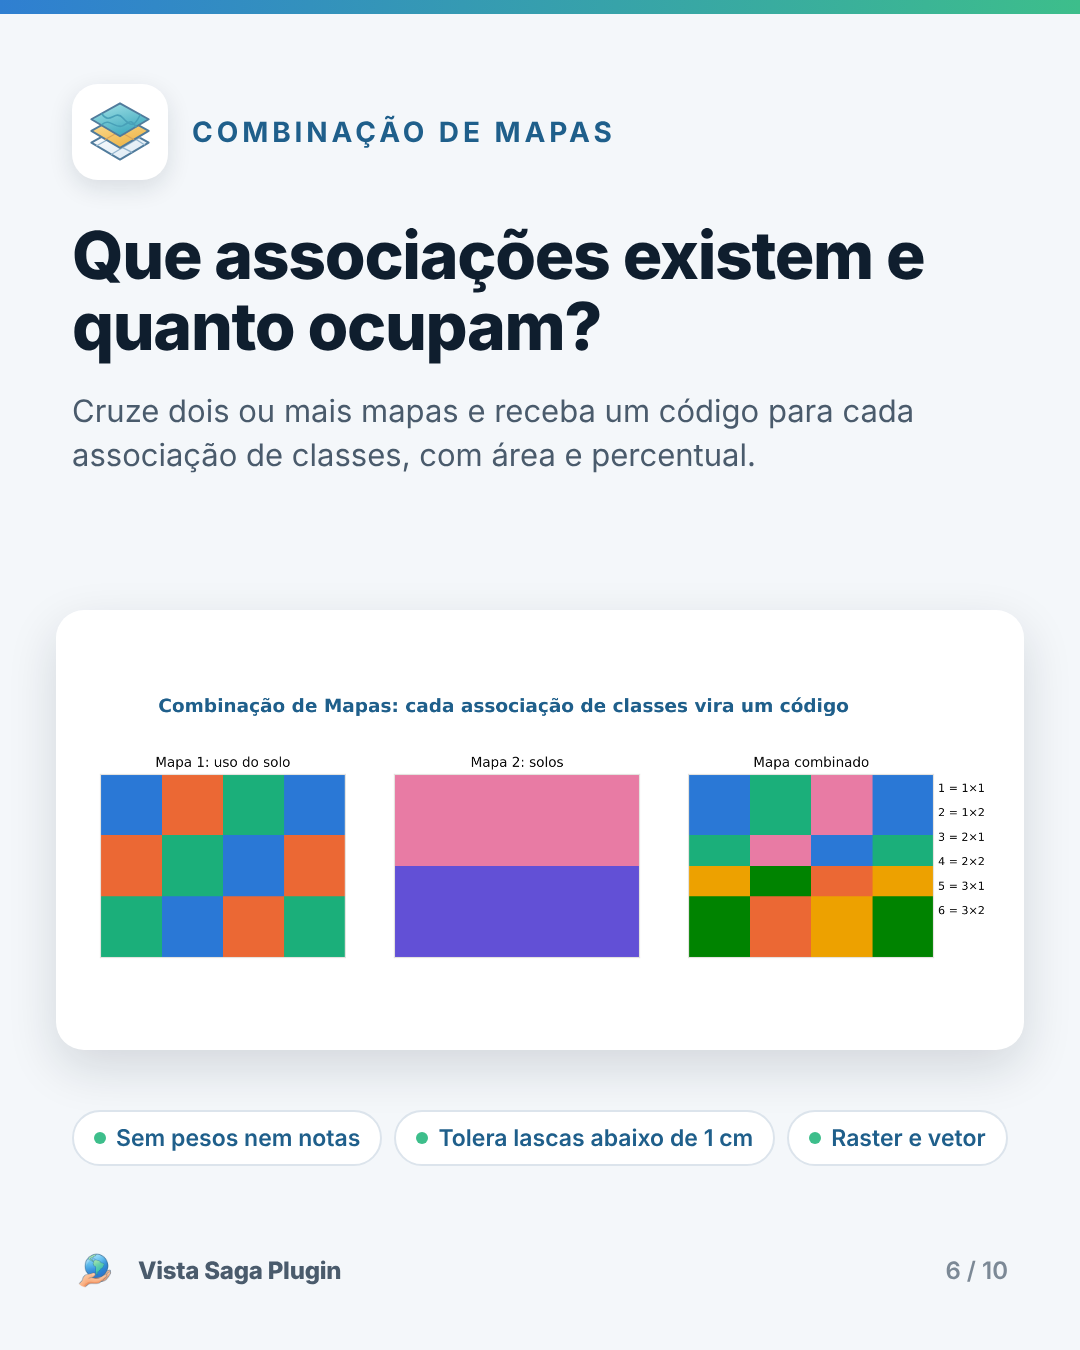 COMBINAÇÃO DE MAPAS
Que associações existem e
quanto ocupam?
Cruze dois ou mais mapas e receba um código para cada
associação de classes, com área e percentual.
Combinação de Mapas: cada associação de classes vira um código
Mapa 1: uso do solo
Mapa 2: solos
Mapa combinado
1 = 1×1
2 = 1×2
3 = 2×1
4 = 2×2
5 = 3×1
6 = 3×2
Sem pesos nem notas
Tolera lascas abaixo de 1 cm
Raster e vetor
Vista Saga Plugin
6 / 10